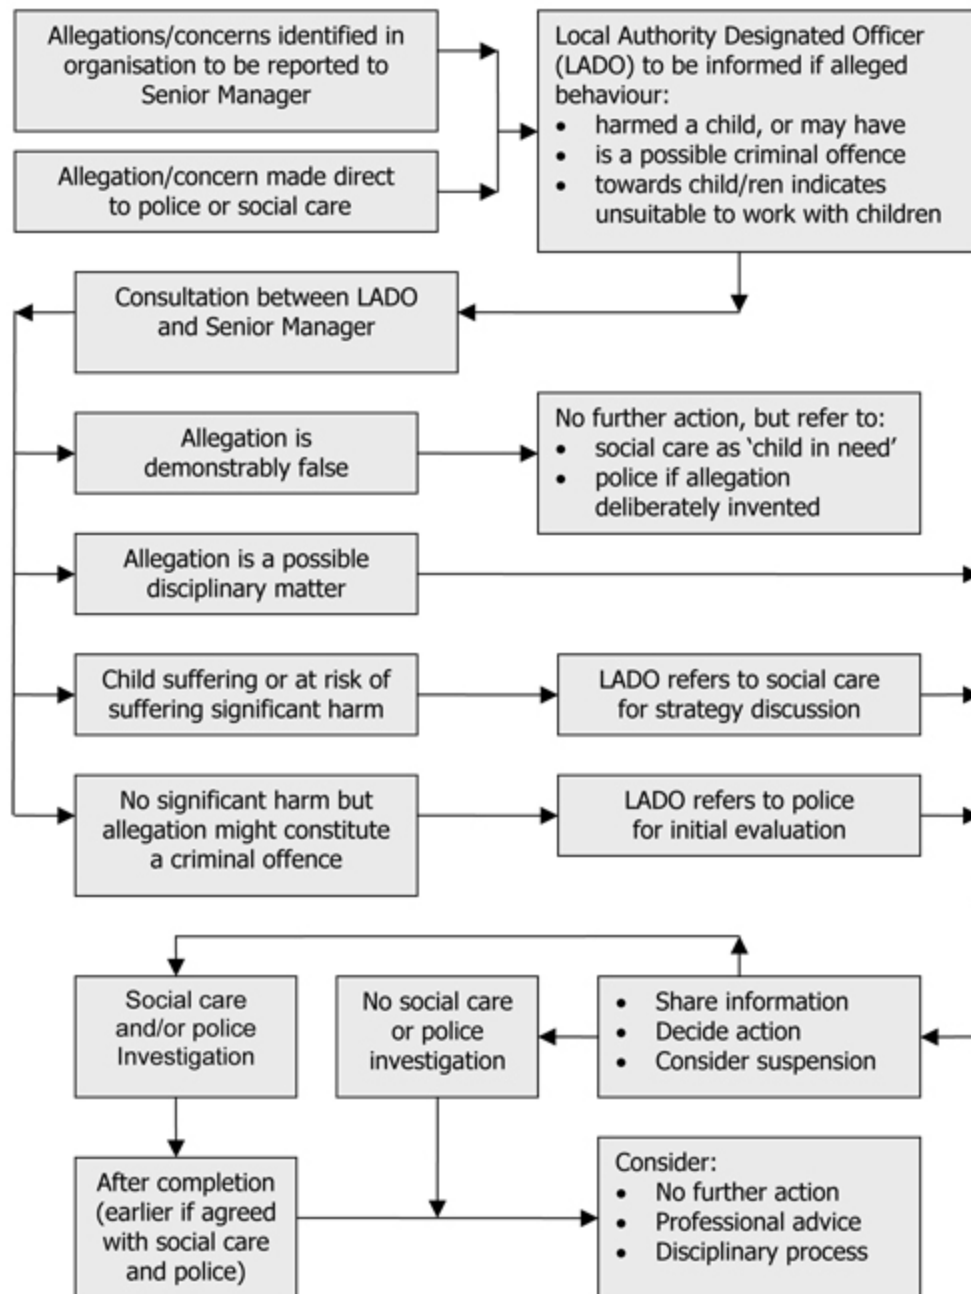 Allegations/concerns identified in
organisation to be reported to
Senior Manager
Allegation/concern made direct
to police or social care
Local Authority Designated Officer
(LADO) to be informed if alleged
behaviour:
• harmed a child, or may have
• is a possible criminal offence
• towards child/ren indicates
unsuitable to work with children
Consultation between LADO
and Senior Manager
Allegation is
demonstrably false
No further action, but refer to:
• social care as ‘child in need’
• police if allegation
deliberately invented
Allegation is a possible
disciplinary matter
Child suffering or at risk of
suffering significant harm
LADO refers to social care
for strategy discussion
No significant harm but
allegation might constitute
a criminal offence
LADO refers to police
for initial evaluation
Social care
and/or police
Investigation
No social care
or police
investigation
• Share information
• Decide action
• Consider suspension
After completion
(earlier if agreed
with social care
and police)
Consider:
• No further action
• Professional advice
• Disciplinary process